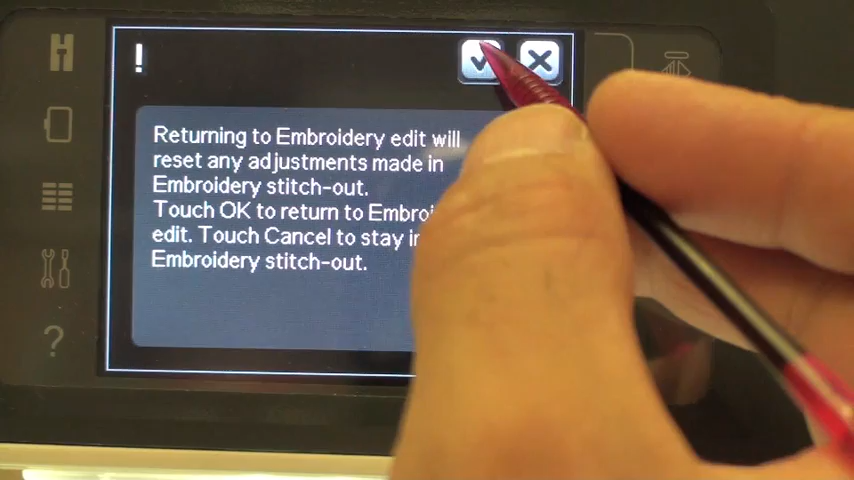 !
Returning to Embroidery edit will
reset any adjustments made in
Embroidery stitch-out.
Touch OK to return to
edit. Touch Cancel to stay
Embroidery stitch-out.
?